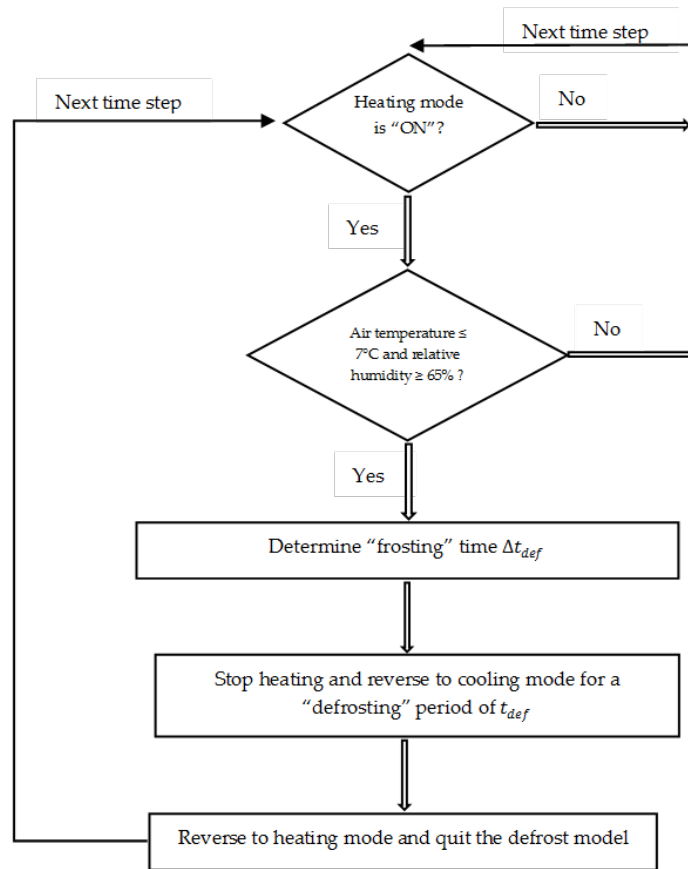 Next time step
Next time step
Heating mode
is “ON”?
No
Yes
Air temperature ≤
7°C and relative
humidity ≥ 65% ?
No
Yes
Determine “frosting” time Δt_def
Stop heating and reverse to cooling mode for a
“defrosting” period of t_def
Reverse to heating mode and quit the defrost model